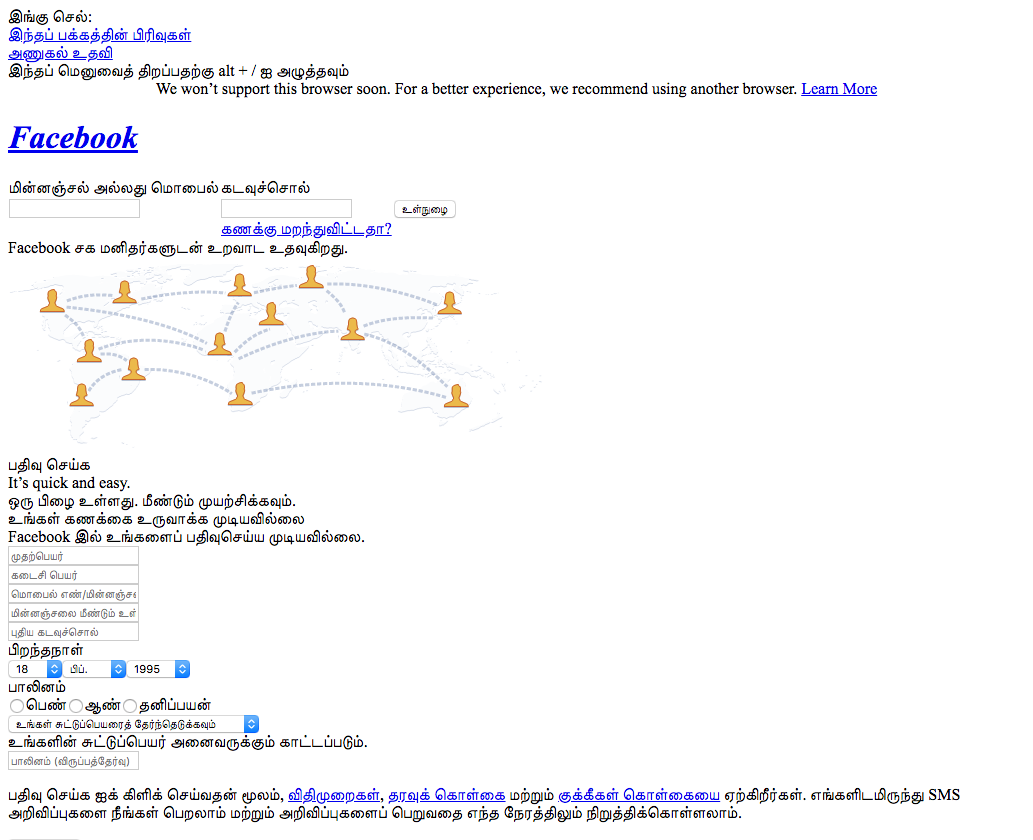 இங்கு செல்:
இந்தப் பக்கத்தின் பிரிவுகள்
அணுகல் உதவி
இந்தப் மெனுவைத் திறப்பதற்கு alt + / ஐ அழுத்தவும்
We won’t support this browser soon. For a better experience, we recommend using another browser. Learn More
Facebook
மின்னஞ்சல் அல்லது மொபைல் கடவுச்சொல்
உள்நுழை
கணக்கு மறந்துவிட்டதா?
Facebook சக மனிதர்களுடன் உறவாட உதவுகிறது.
பதிவு செய்க
It’s quick and easy.
ஒரு பிழை உள்ளது. மீண்டும் முயற்சிக்கவும்.
உங்கள் கணக்கை உருவாக்க முடியவில்லை
Facebook இல் உங்களைப் பதிவுசெய்ய முடியவில்லை.
முதற்பெயர்
கடைசி பெயர்
மொபைல் எண்/மின்னஞ்ச
மின்னஞ்சலை மீண்டும் உள்
புதிய கடவுச்சொல்
பிறந்தநாள்
18 பிப். 1995
பாலினம்
பெண் ஆண் தனிப்பயன்
உங்கள் சுட்டுப்பெயரைத் தேர்ந்தெடுக்கவும்
உங்களின் சுட்டுப்பெயர் அனைவருக்கும் காட்டப்படும்.
பாலினம் (விருப்பத்தேர்வு)
பதிவு செய்க ஐக் கிளிக் செய்வதன் மூலம், விதிமுறைகள், தரவுக் கொள்கை மற்றும் குக்கீகள் கொள்கையை ஏற்கிறீர்கள். எங்களிடமிருந்து SMS
அறிவிப்புகளை நீங்கள் பெறலாம் மற்றும் அறிவிப்புகளைப் பெறுவதை எந்த நேரத்திலும் நிறுத்திக்கொள்ளலாம்.